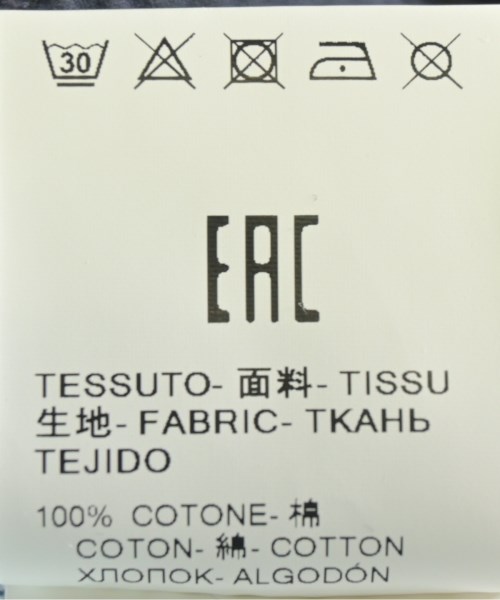 30
EAC
TESSUTO- 面料- TISSU
生地- FABRIC- ТКАНЬ
TEJIDO
100% COTONE- 棉
COTON- 綿- COTTON
ХЛОПОК- ALGODÓN